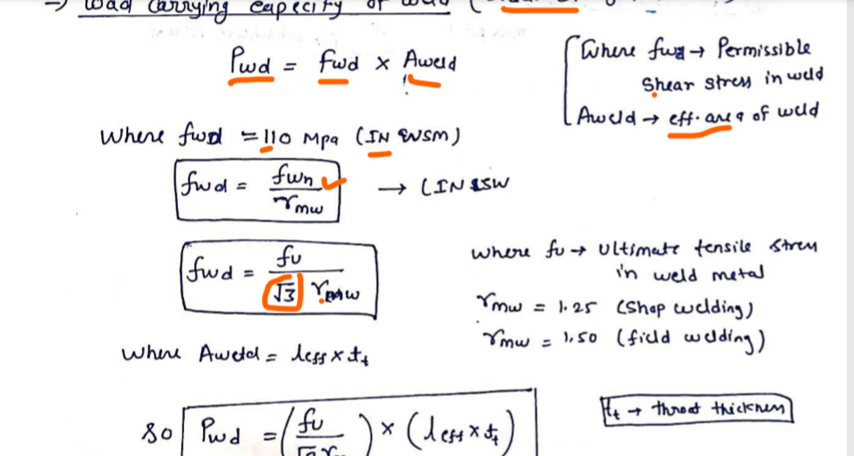 → Load Carrying Capecity of weld (
Pwd = fwd × Aweld
Where fwd → Permissible
Shear stress in weld
Aweld → eff. area of weld
Where fwd = 110 Mpa (IN WSM)
fwd = fwn / γmw → (IN LSM
fwd = fu / √3 γmw
where fu → Ultimate tensile stress
in weld metal
γmw = 1.25 (Shop welding)
γmw = 1.50 (field welding)
Where Aweld = leff × tt
tt → throat thickness
So Pwd = (fu / √3 γ ) × (leff × tt)